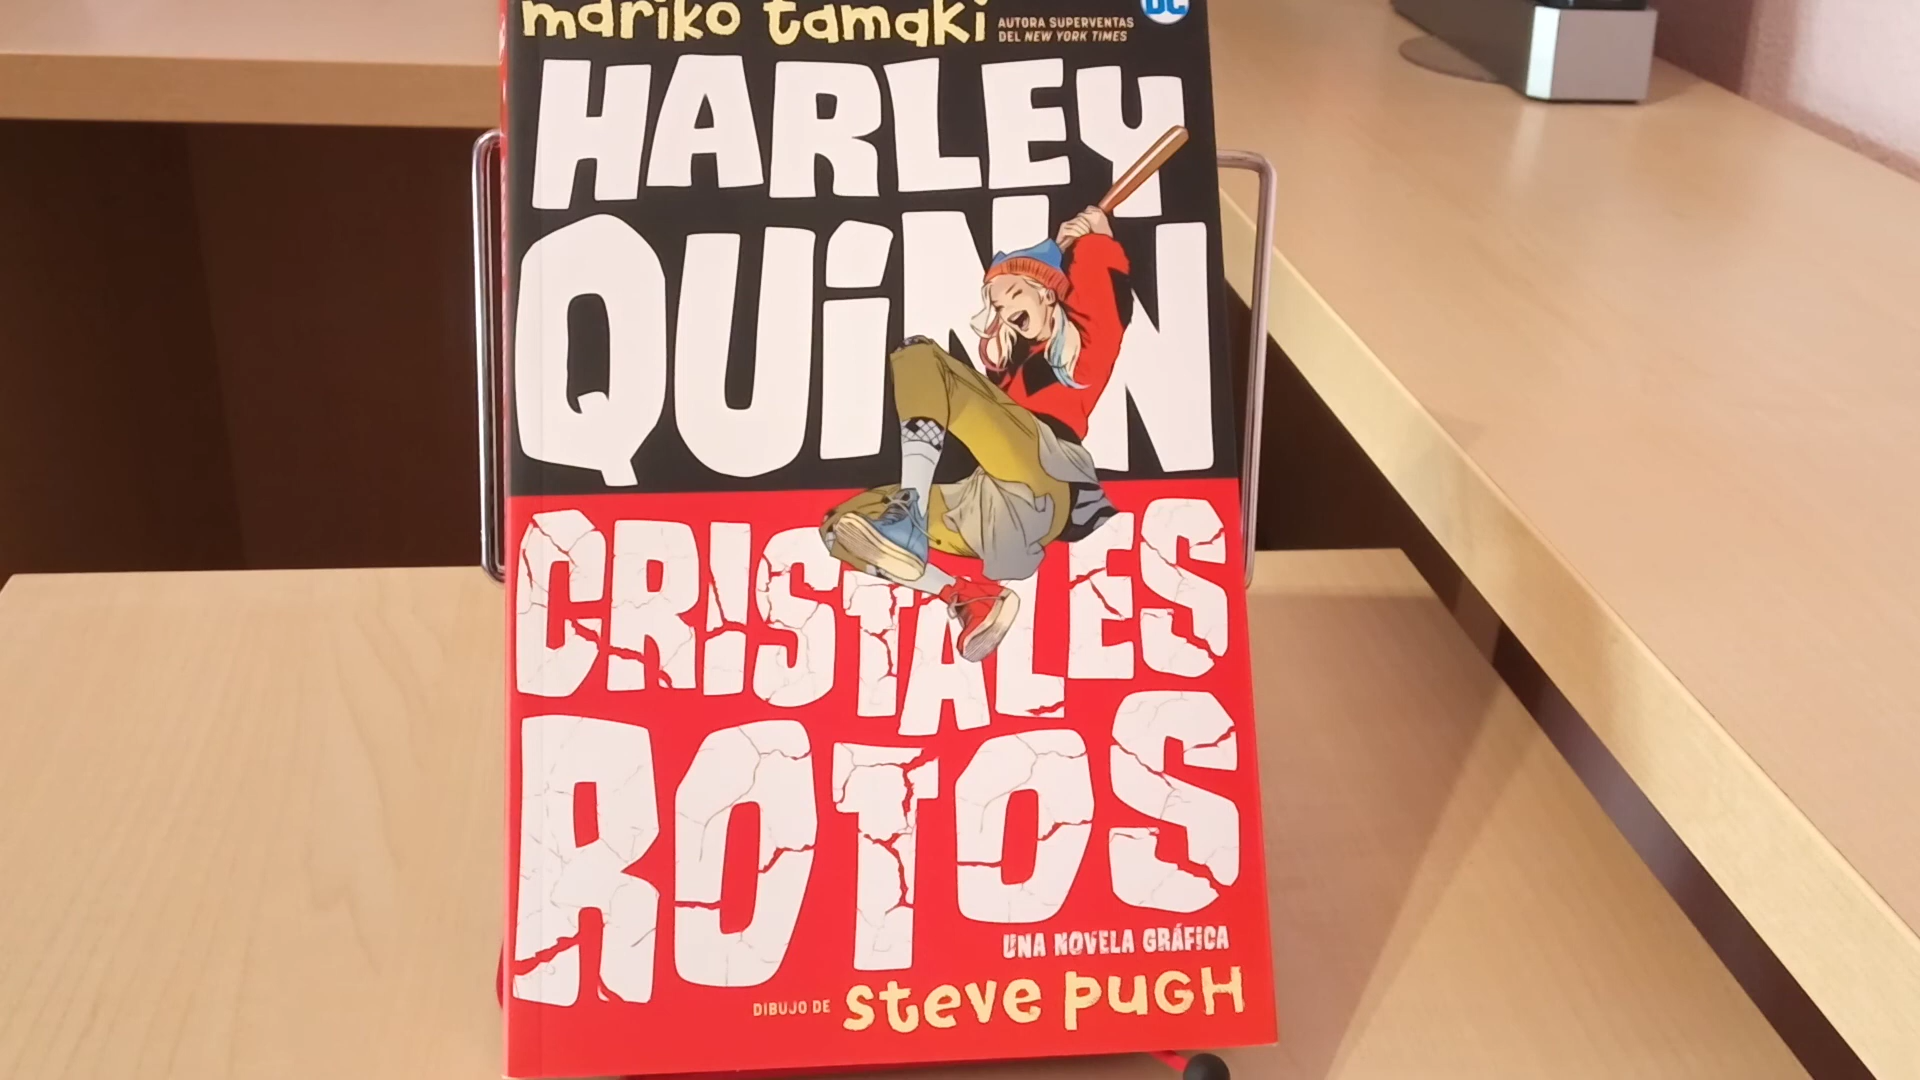 mariko tamaki
AUTORA SUPERVENTAS
DEL NEW YORK TIMES
DC
HARLEY
QUiNN
CRISTALES
ROTOS
UNA NOVELA GRÁFICA
DIBUJO DE steve PUGH